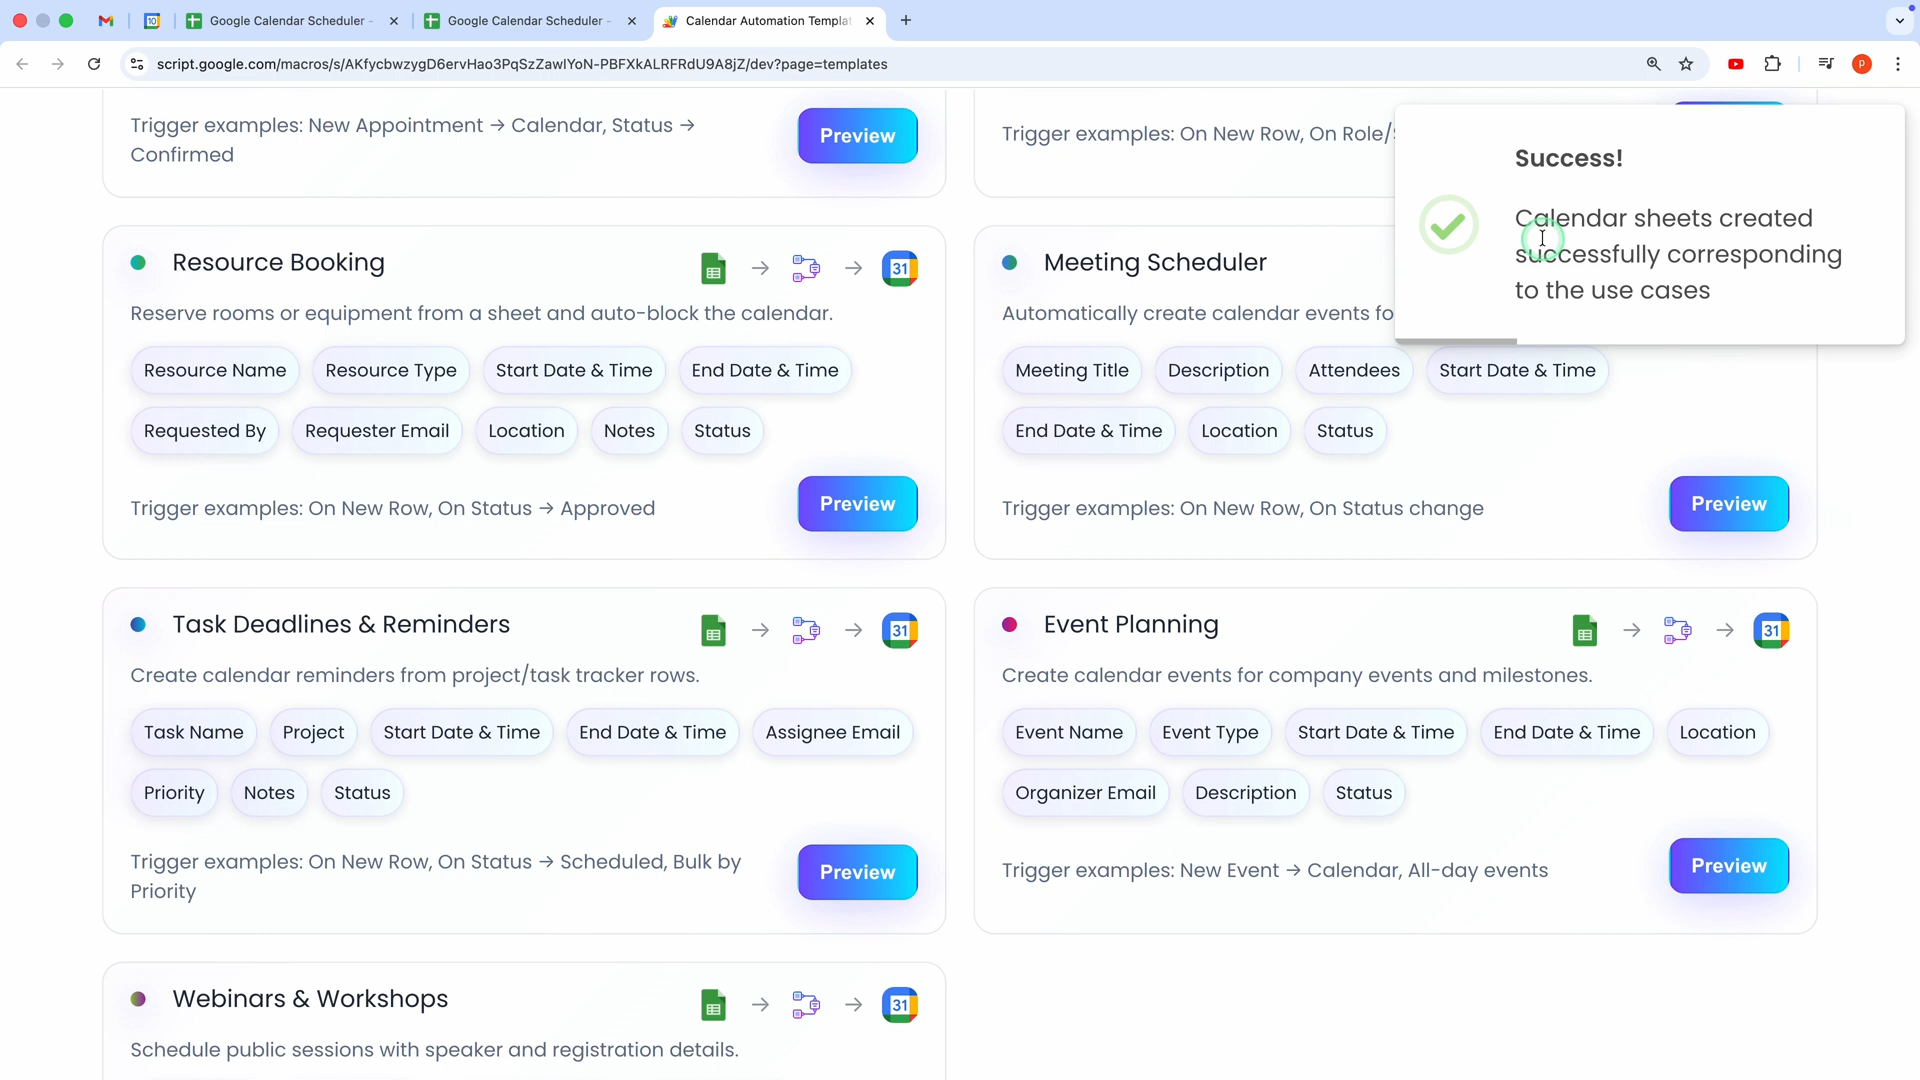 Google Calendar Scheduler -
Google Calendar Scheduler -
Calendar Automation Templat
script.google.com/macros/s/AKfycbwzygD6ervHao3PqSzZawlYoN-PBFXkALRFRdU9A8jZ/dev?page=templates
p
Trigger examples: New Appointment → Calendar, Status →
Confirmed
Preview
Trigger examples: On New Row, On Role/S
Success!
Calendar sheets created
successfully corresponding
to the use cases
Resource Booking
31
Reserve rooms or equipment from a sheet and auto-block the calendar.
Resource Name
Resource Type
Start Date & Time
End Date & Time
Requested By
Requester Email
Location
Notes
Status
Trigger examples: On New Row, On Status → Approved
Preview
Meeting Scheduler
Automatically create calendar events fo
Meeting Title
Description
Attendees
Start Date & Time
End Date & Time
Location
Status
Trigger examples: On New Row, On Status change
Preview
Task Deadlines & Reminders
31
Create calendar reminders from project/task tracker rows.
Task Name
Project
Start Date & Time
End Date & Time
Assignee Email
Priority
Notes
Status
Trigger examples: On New Row, On Status → Scheduled, Bulk by
Priority
Preview
Event Planning
31
Create calendar events for company events and milestones.
Event Name
Event Type
Start Date & Time
End Date & Time
Location
Organizer Email
Description
Status
Trigger examples: New Event → Calendar, All-day events
Preview
Webinars & Workshops
31
Schedule public sessions with speaker and registration details.